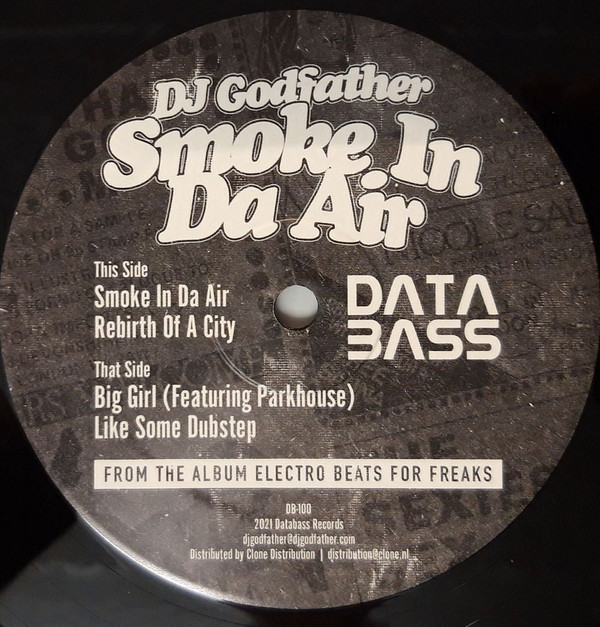 DJ Godfather
Smoke In
Da Air
This Side
Smoke In Da Air
Rebirth Of A City
DATA
BASS
That Side
Big Girl (Featuring Parkhouse)
Like Some Dubstep
FROM THE ALBUM ELECTRO BEATS FOR FREAKS
DB-100
2021 Databass Records
djgodfather@djgodfather.com
Distributed by Clone Distribution | distribution@clone.nl